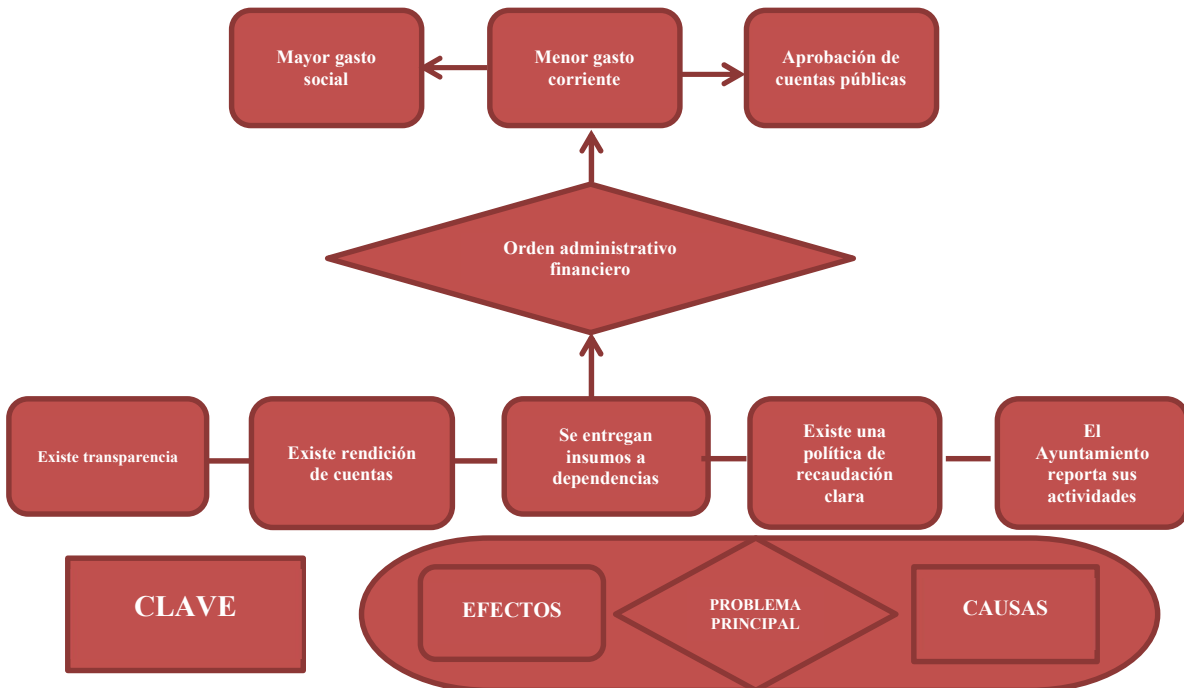 Mayor gasto
social
Menor gasto
corriente
Aprobación de
cuentas públicas
Orden administrativo
financiero
Existe transparencia
Existe rendición
de cuentas
Se entregan
insumos a
dependencias
Existe una
política de
recaudación
clara
El
Ayuntamiento
reporta sus
actividades
CLAVE
EFECTOS
PROBLEMA
PRINCIPAL
CAUSAS